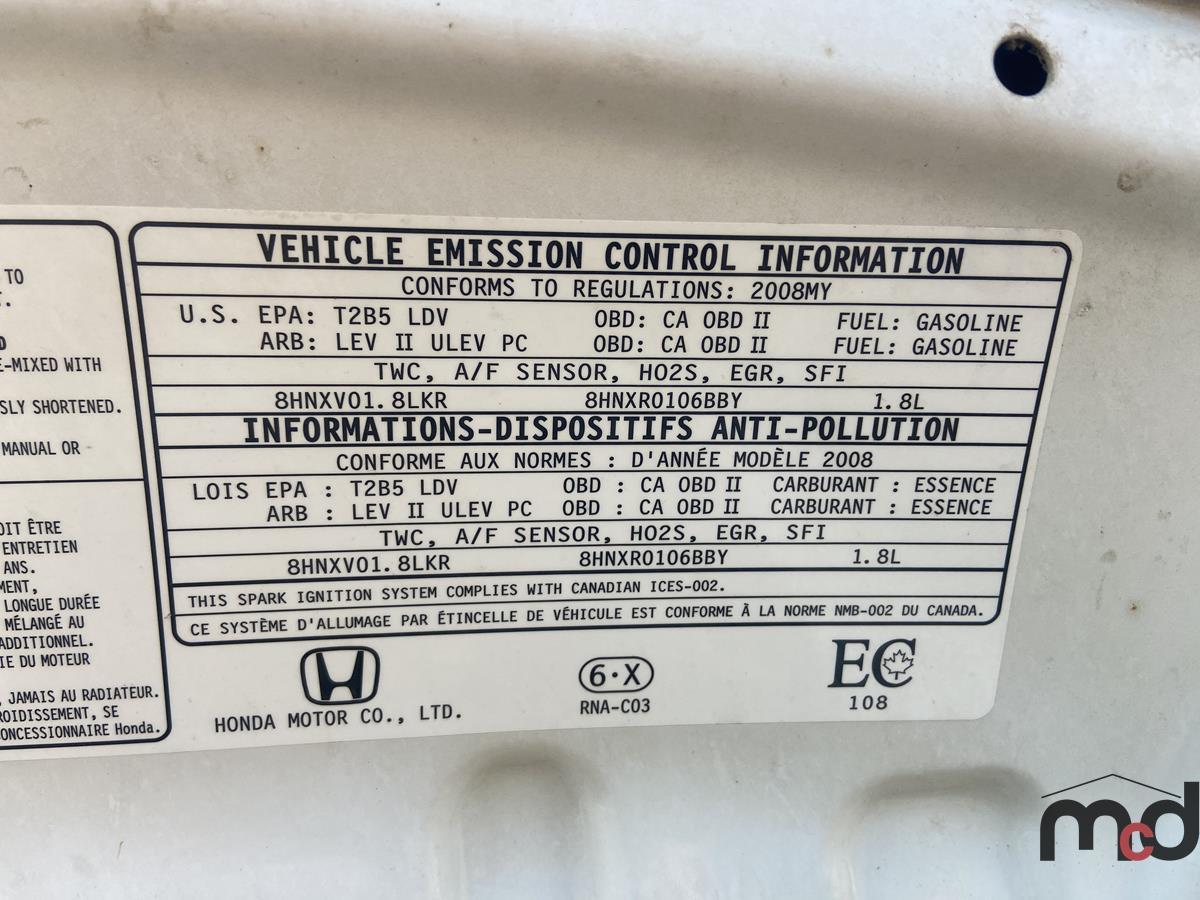 TO
E-MIXED WITH
SLY SHORTENED.
MANUAL OR
OIT ÊTRE
ENTRETIEN
ANS.
MENT,
LONGUE DURÉE
MÉLANGÉ AU
ADDITIONNEL.
IE DU MOTEUR
, JAMAIS AU RADIATEUR.
ROIDISSEMENT, SE
ONCESSIONNAIRE Honda.
VEHICLE EMISSION CONTROL INFORMATION
CONFORMS TO REGULATIONS: 2008MY
U.S. EPA: T2B5 LDV OBD: CA OBD II FUEL: GASOLINE
ARB: LEV II ULEV PC OBD: CA OBD II FUEL: GASOLINE
TWC, A/F SENSOR, HO2S, EGR, SFI
8HNXV01.8LKR 8HNXR0106BBY 1.8L
INFORMATIONS-DISPOSITIFS ANTI-POLLUTION
CONFORME AUX NORMES : D'ANNÉE MODÈLE 2008
LOIS EPA : T2B5 LDV OBD : CA OBD II CARBURANT : ESSENCE
ARB : LEV II ULEV PC OBD : CA OBD II CARBURANT : ESSENCE
TWC, A/F SENSOR, HO2S, EGR, SFI
8HNXV01.8LKR 8HNXR0106BBY 1.8L
THIS SPARK IGNITION SYSTEM COMPLIES WITH CANADIAN ICES-002.
CE SYSTÈME D'ALLUMAGE PAR ÉTINCELLE DE VÉHICULE EST CONFORME À LA NORME NMB-002 DU CANADA.
HONDA MOTOR CO., LTD.
6·X
RNA-C03
EC
108
mcd